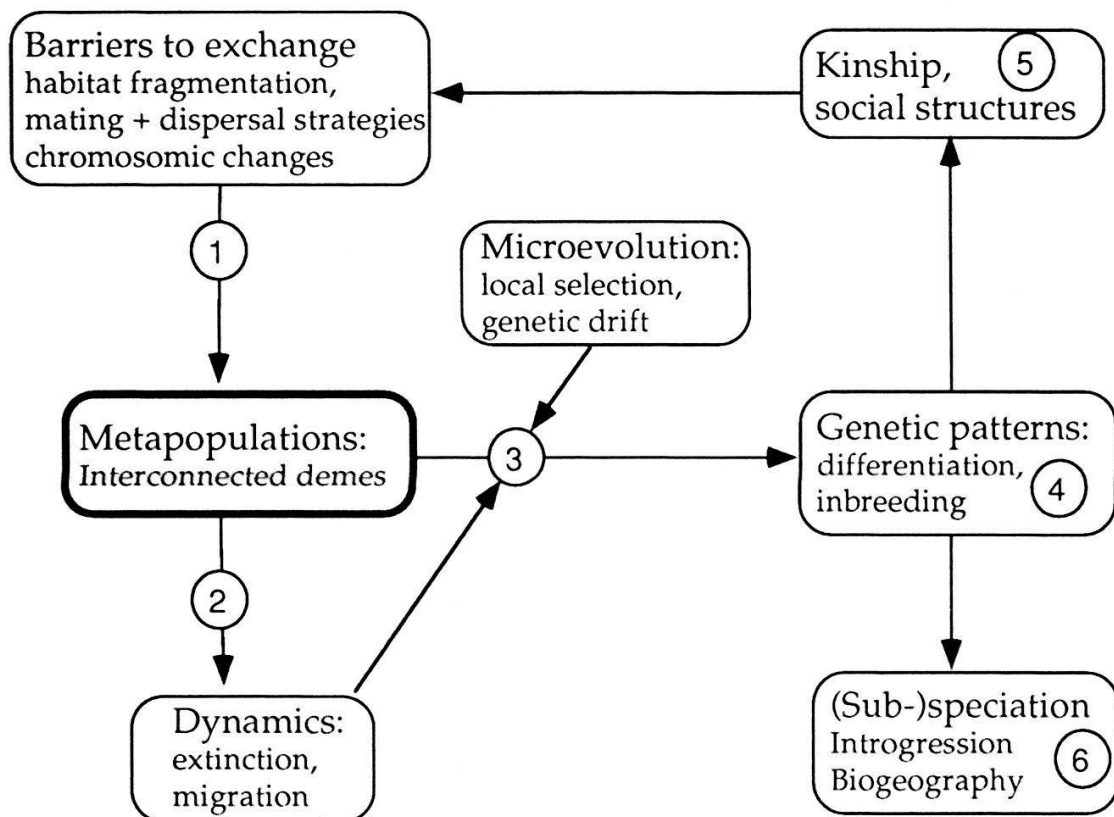 Barriers to exchange
habitat fragmentation,
mating + dispersal strategies
chromosomic changes
Kinship,
5
social structures
1
Microevolution:
local selection,
genetic drift
Metapopulations:
Interconnected demes
3
Genetic patterns:
differentiation,
inbreeding
4
2
Dynamics:
extinction,
migration
(Sub-)speciation
Introgression
Biogeography
6